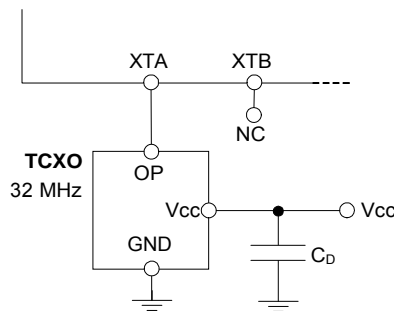 XTA XTB
NC
TCXO
32 MHz
OP
Vcc Vcc
GND
CD